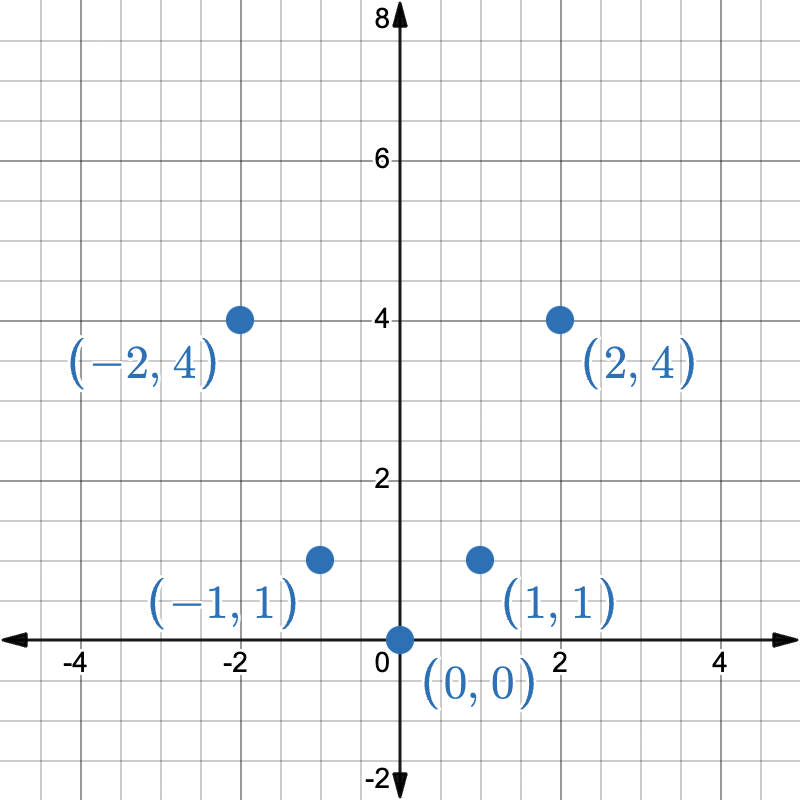 8
6
4
(−2, 4) (2, 4)
2
(−1, 1) (1, 1)
-4 -2 0 2 4
(0, 0)
-2